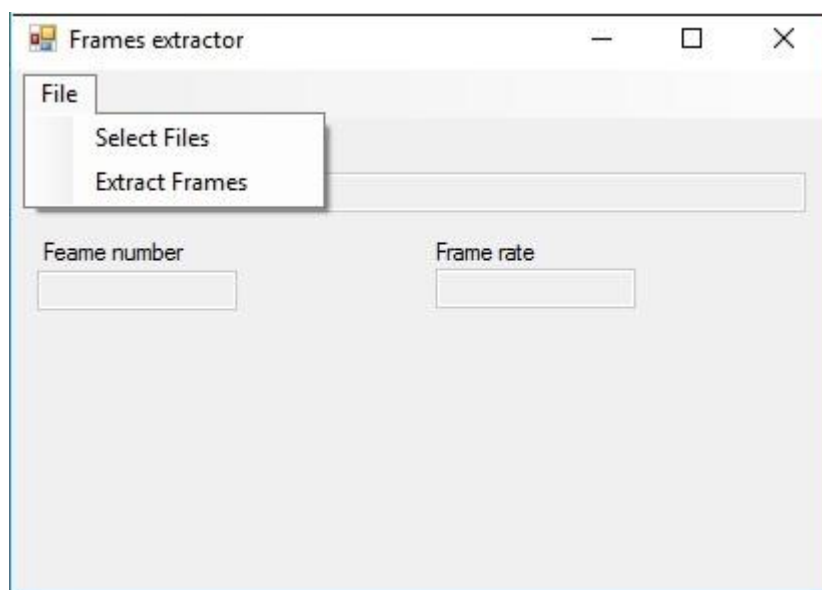 Frames extractor
File
Select Files
Extract Frames
Feame number
Frame rate